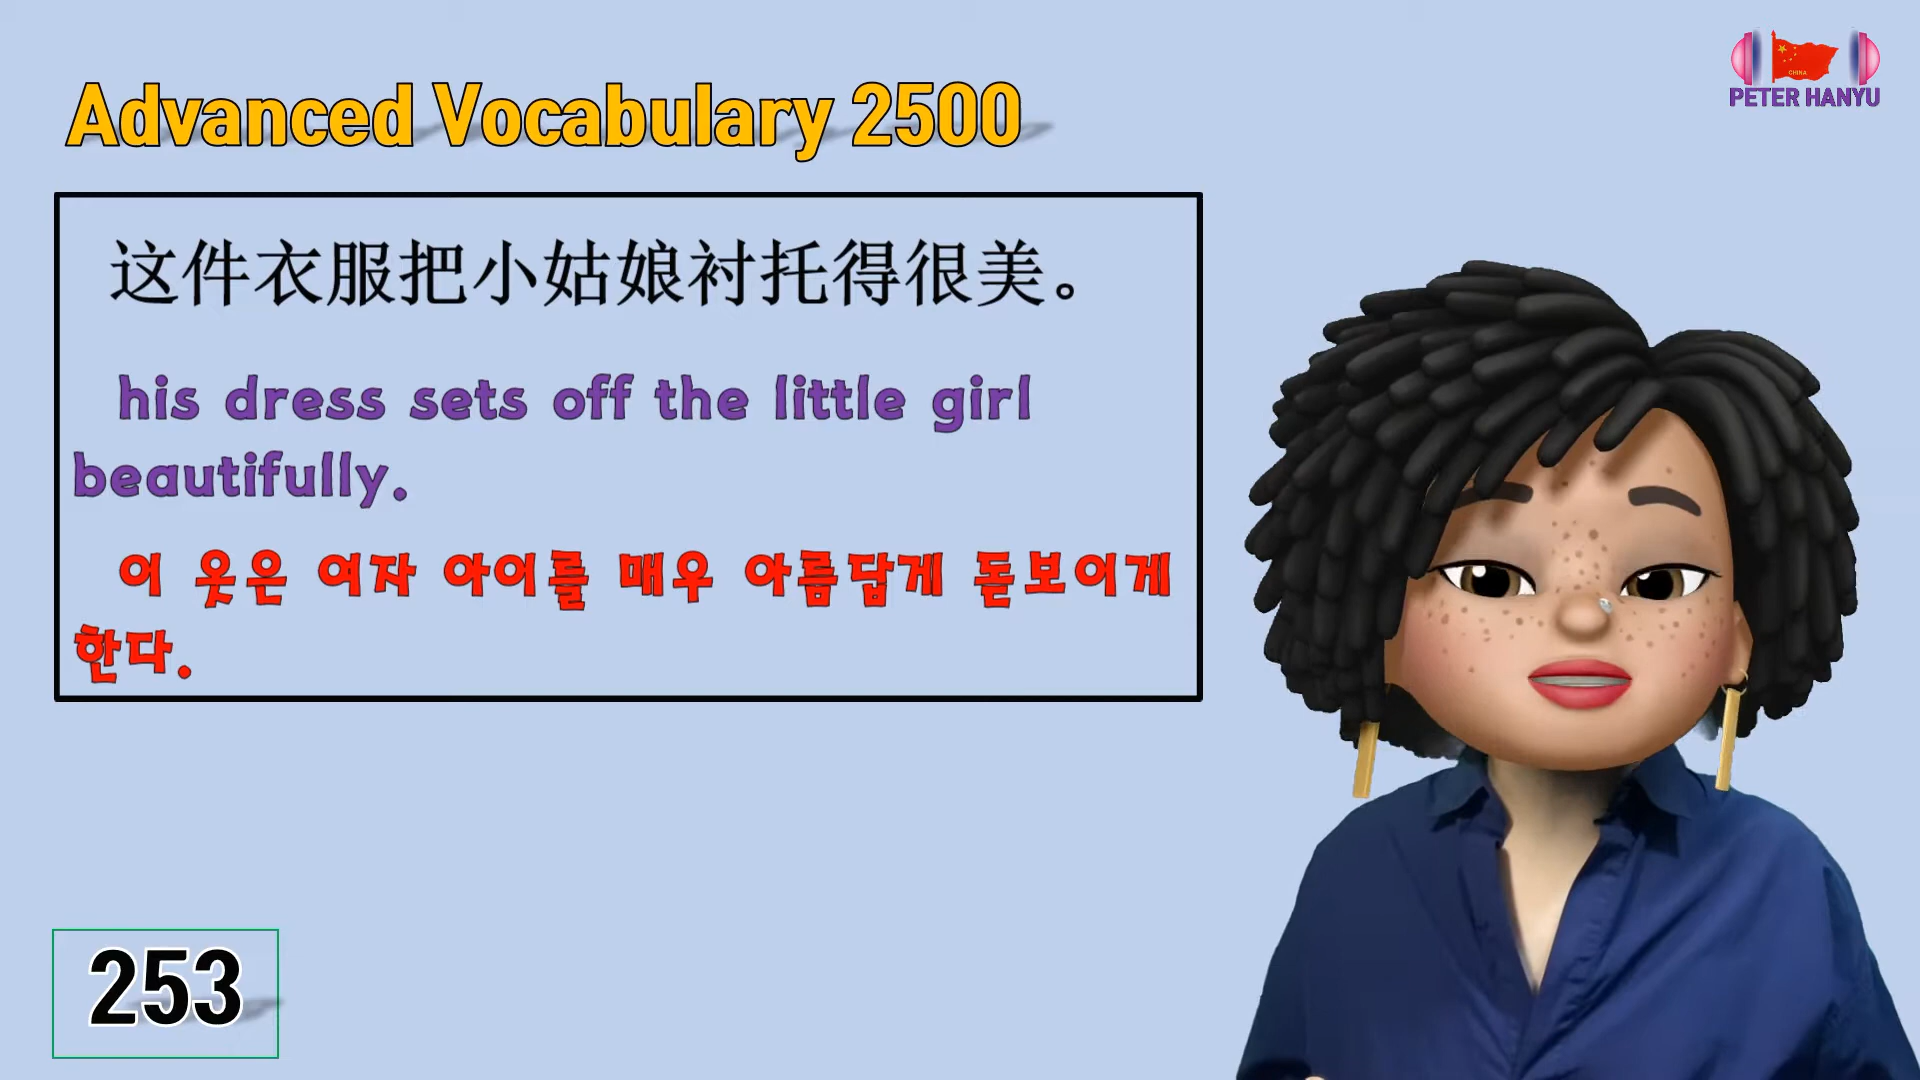 CHINA
PETER HANYU
Advanced Vocabulary 2500
这件衣服把小姑娘衬托得很美。
his dress sets off the little girl
beautifully.
이 옷은 여자 아이를 매우 아름답게 돋보이게
한다.
253